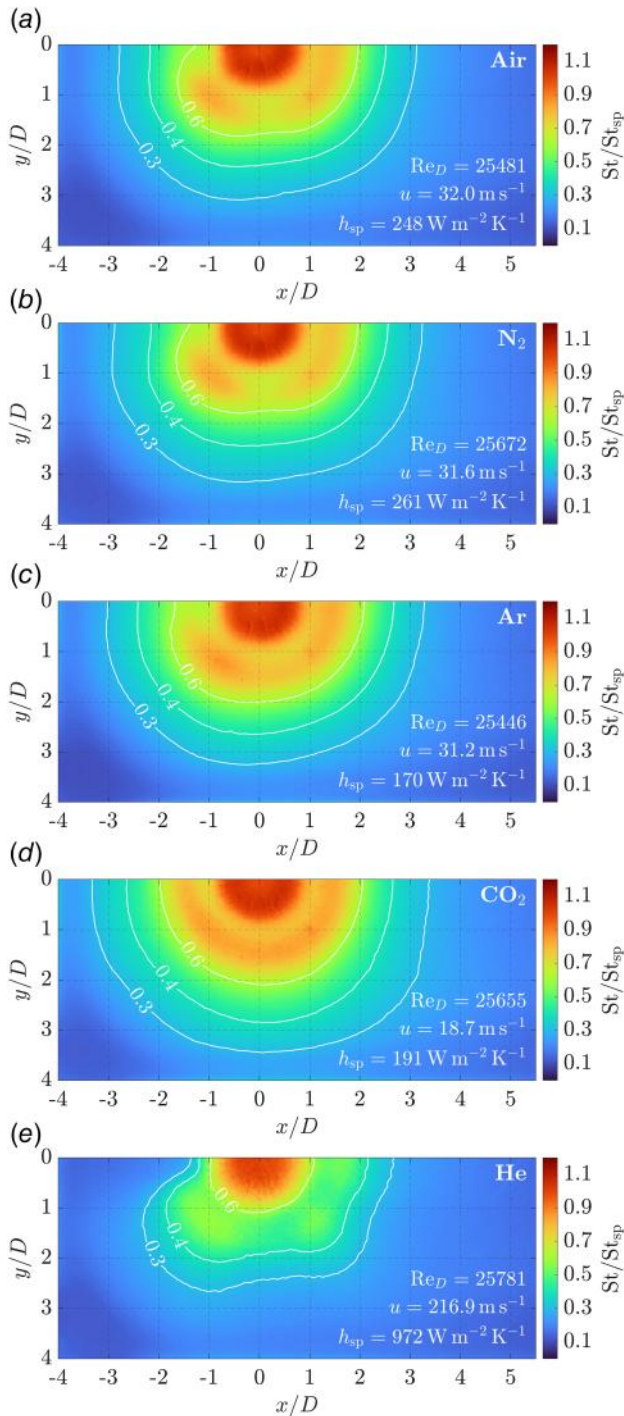 (a)
0
1
2
3
4
y/D
0.6
0.4
0.3
Air
Re_D = 25481
u = 32.0 m s⁻¹
h_sp = 248 W m⁻² K⁻¹
-4 -3 -2 -1 0 1 2 3 4 5
x/D
1.1
0.9
0.7
0.5
0.3
0.1
St/St_sp
(b)
0
1
2
3
4
y/D
0.6
0.4
0.3
N₂
Re_D = 25672
u = 31.6 m s⁻¹
h_sp = 261 W m⁻² K⁻¹
-4 -3 -2 -1 0 1 2 3 4 5
x/D
1.1
0.9
0.7
0.5
0.3
0.1
St/St_sp
(c)
0
1
2
3
4
y/D
0.6
0.4
0.3
Ar
Re_D = 25446
u = 31.2 m s⁻¹
h_sp = 170 W m⁻² K⁻¹
-4 -3 -2 -1 0 1 2 3 4 5
x/D
1.1
0.9
0.7
0.5
0.3
0.1
St/St_sp
(d)
0
1
2
3
4
y/D
0.6
0.4
0.3
CO₂
Re_D = 25655
u = 18.7 m s⁻¹
h_sp = 191 W m⁻² K⁻¹
-4 -3 -2 -1 0 1 2 3 4 5
x/D
1.1
0.9
0.7
0.5
0.3
0.1
St/St_sp
(e)
0
1
2
3
4
y/D
0.6
0.4
0.3
He
Re_D = 25781
u = 216.9 m s⁻¹
h_sp = 972 W m⁻² K⁻¹
-4 -3 -2 -1 0 1 2 3 4 5
x/D
1.1
0.9
0.7
0.5
0.3
0.1
St/St_sp